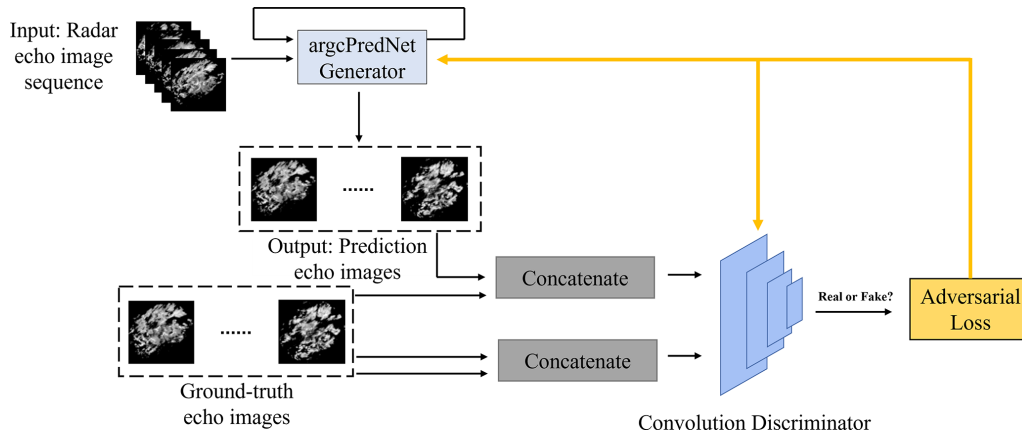 Input: Radar
echo image
sequence
argcPredNet
Generator
......
Output: Prediction
echo images
Concatenate
......
Ground-truth
echo images
Concatenate
Real or Fake?
Adversarial
Loss
Convolution Discriminator